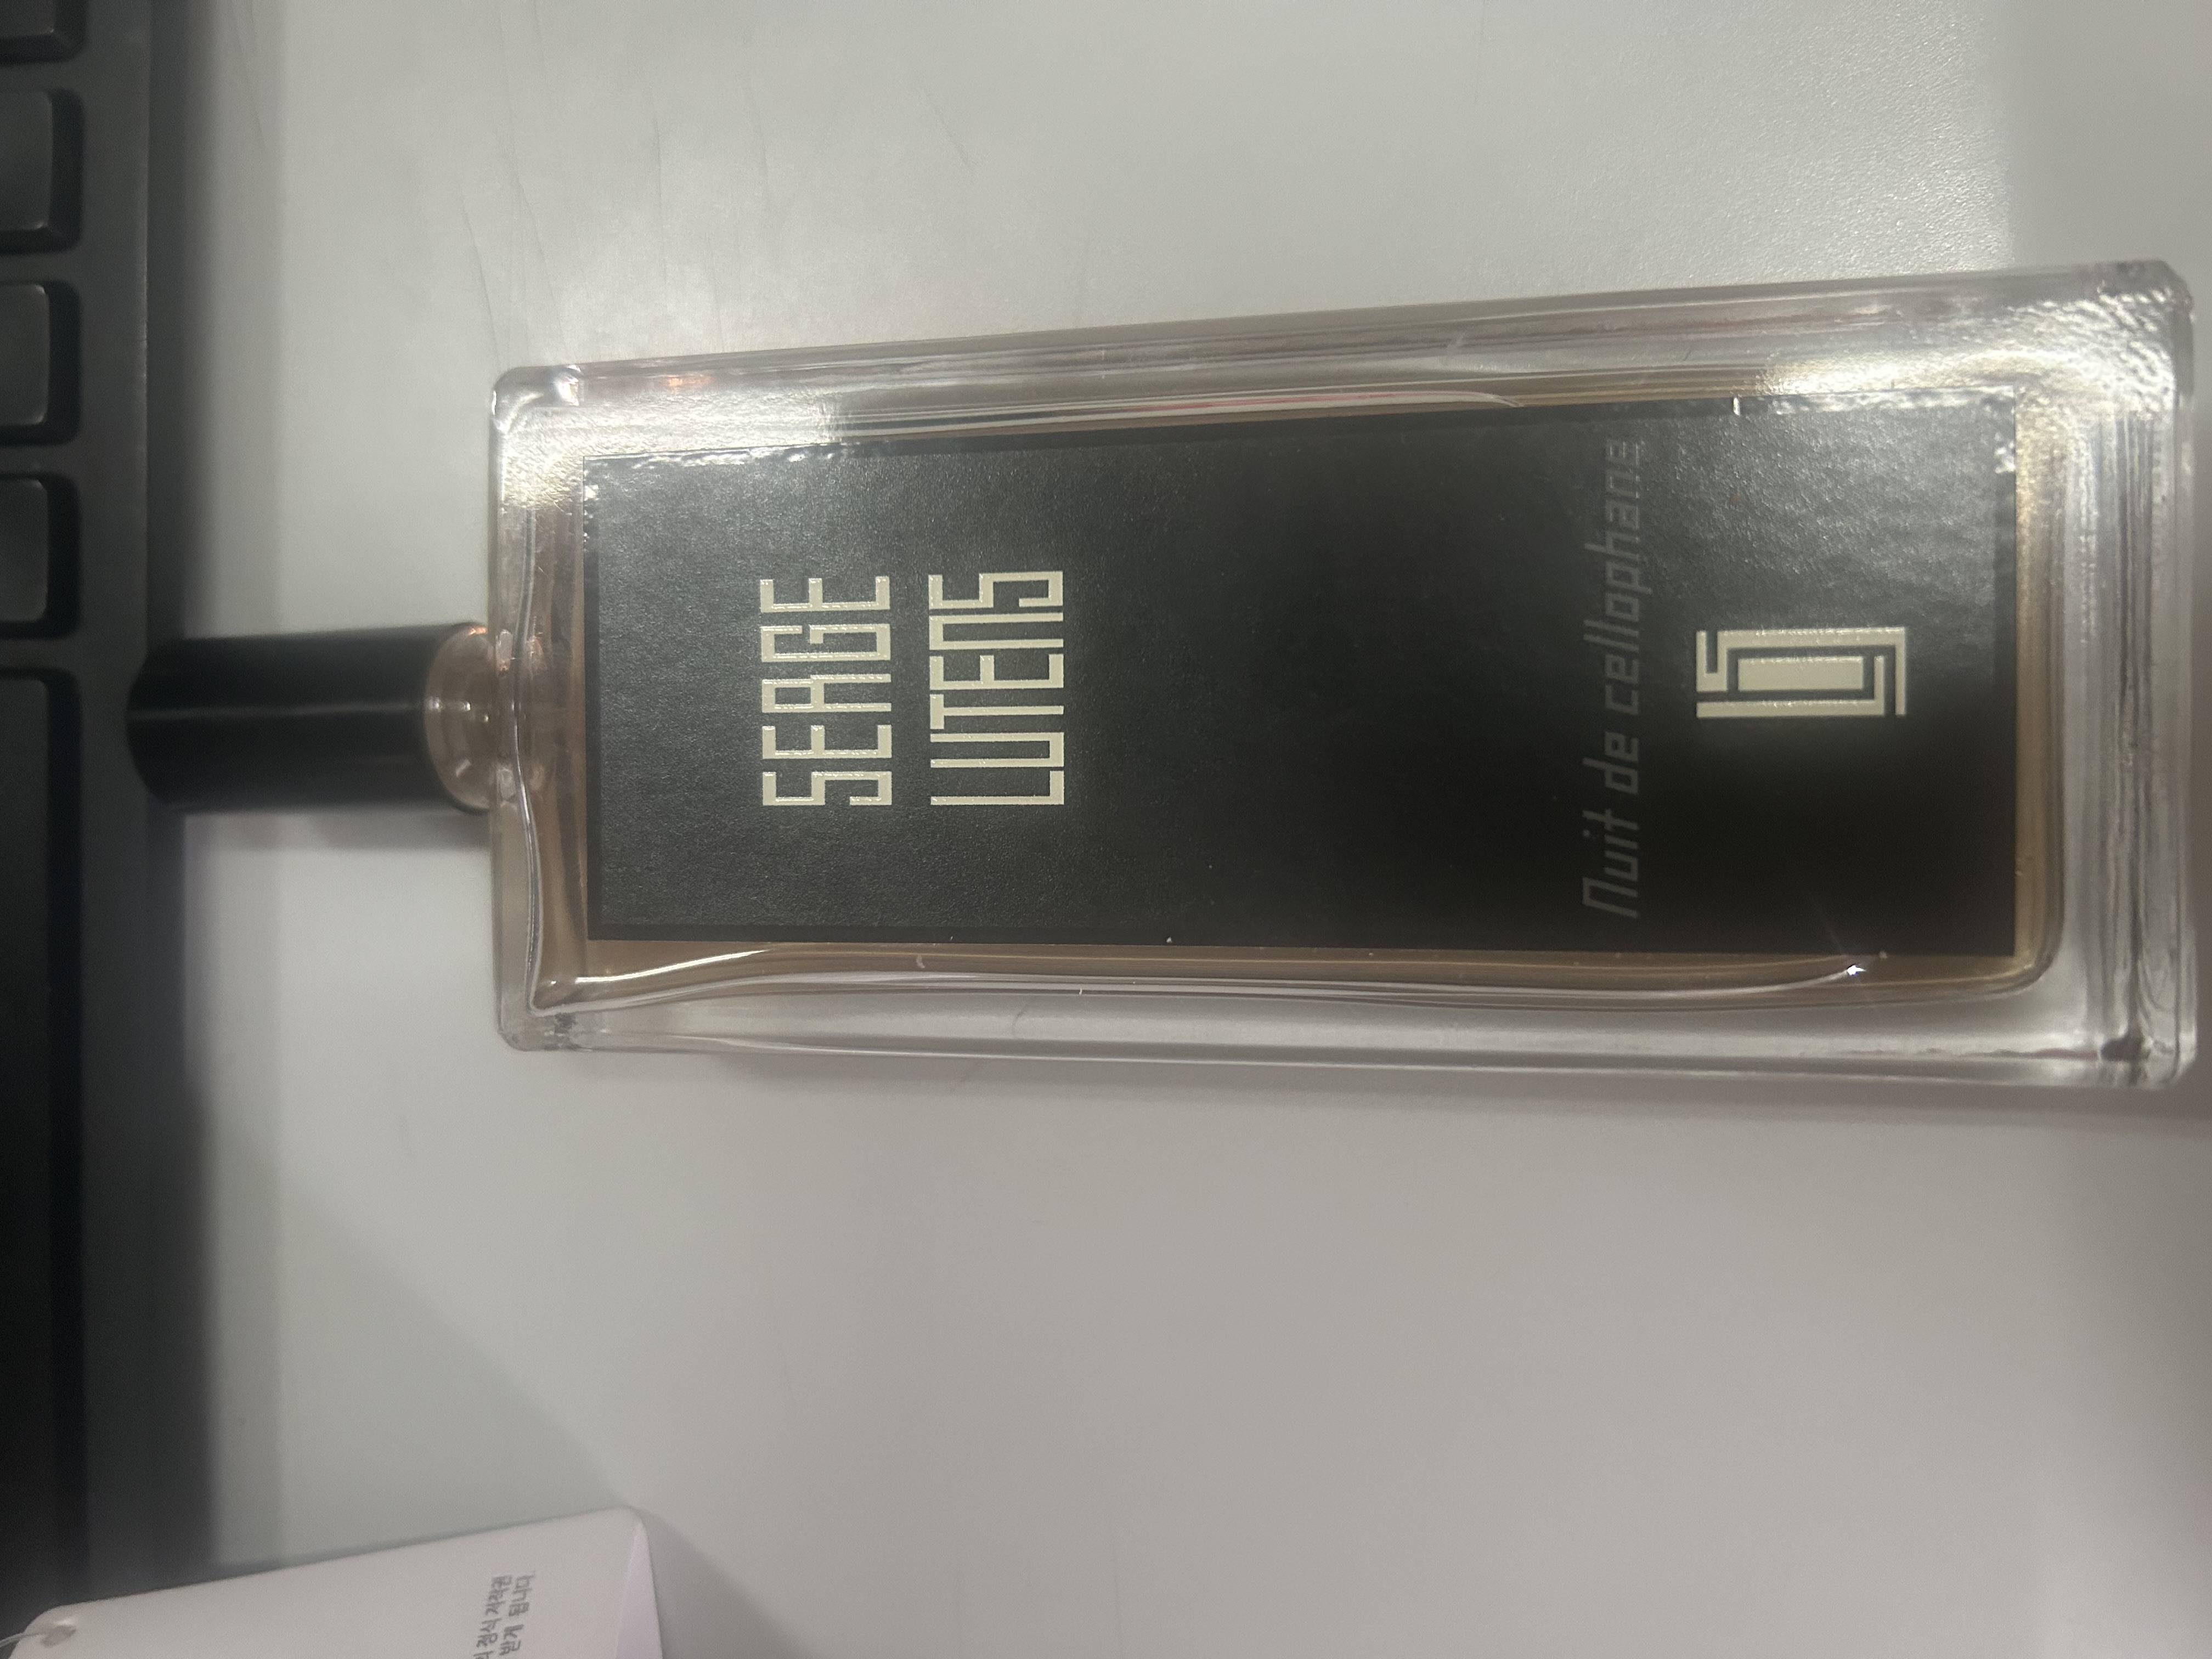 SERGE
LUTENS
Nuit de cellophane